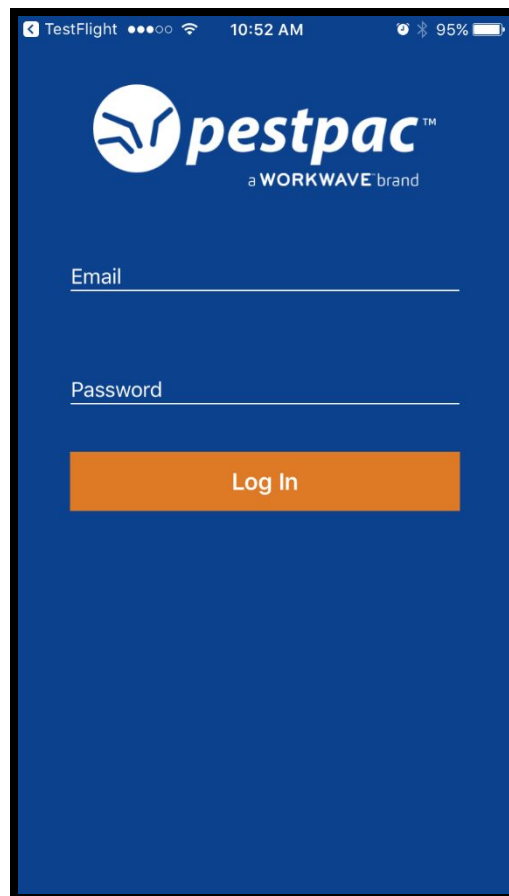 TestFlight 10:52 AM 95%
pestpac™
a WORKWAVE™ brand
Email
Password
Log In